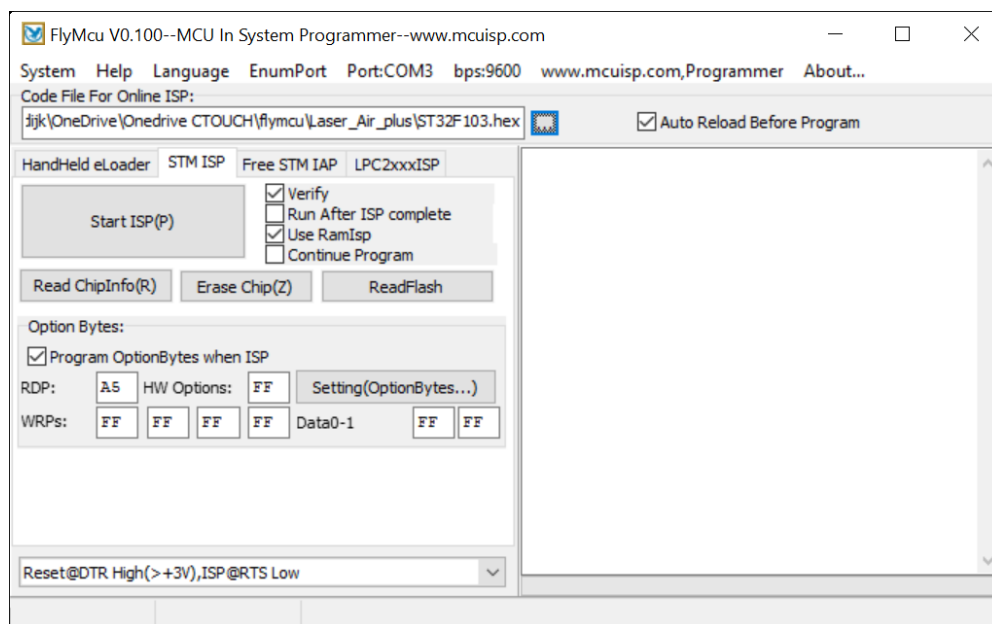 FlyMcu V0.100--MCU In System Programmer--www.mcuisp.com
System Help Language EnumPort Port:COM3 bps:9600 www.mcuisp.com,Programmer About...
Code File For Online ISP:
dijk\OneDrive\Onedrive CTOUCH\flymcu\Laser_Air_plus\ST32F103.hex
Auto Reload Before Program
HandHeld eLoader STM ISP Free STM IAP LPC2xxxISP
Start ISP(P)
Verify
Run After ISP complete
Use RamIsp
Continue Program
Read ChipInfo(R) Erase Chip(Z) ReadFlash
Option Bytes:
Program OptionBytes when ISP
RDP: A5 HW Options: FF Setting(OptionBytes...)
WRPs: FF FF FF FF Data0-1 FF FF
Reset@DTR High(>+3V),ISP@RTS Low